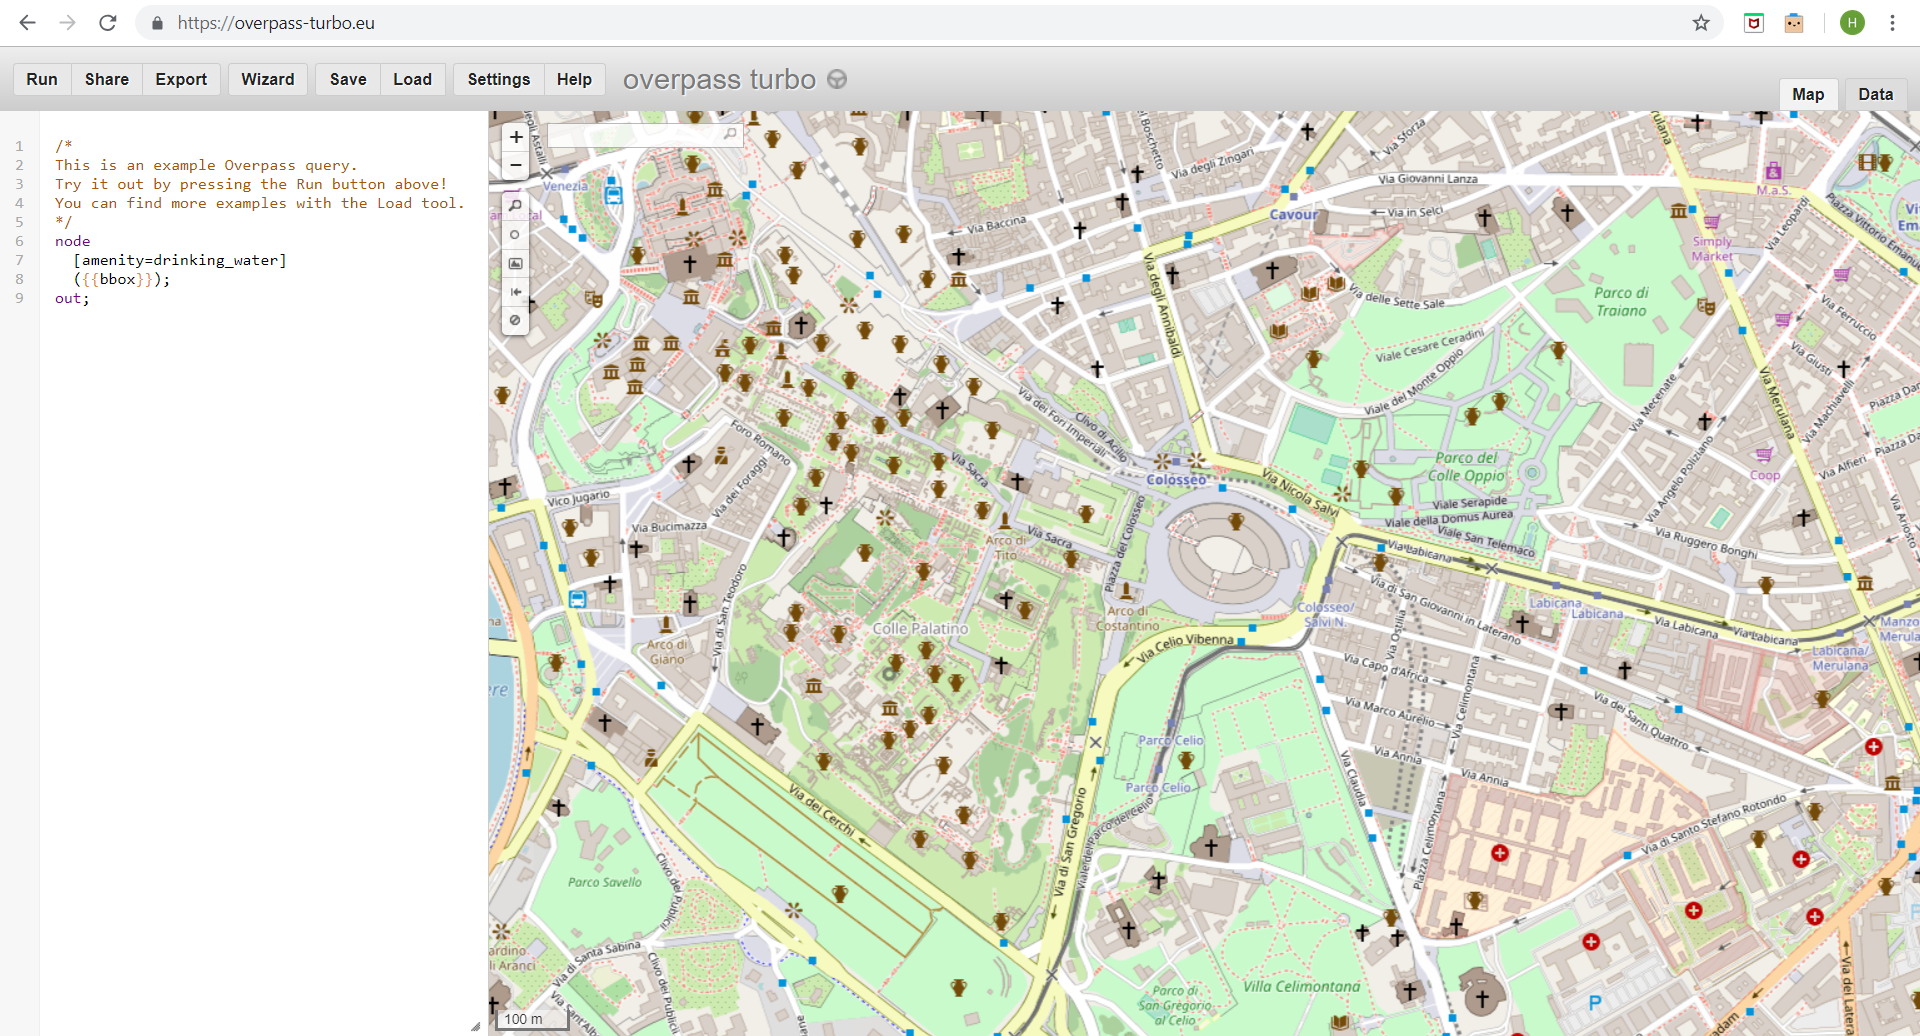 https://overpass-turbo.eu
H
Run
Share
Export
Wizard
Save
Load
Settings
Help
overpass turbo
Map
Data
1 /*
2 This is an example Overpass query.
3 Try it out by pressing the Run button above!
4 You can find more examples with the Load tool.
5 */
6 node
7 [amenity=drinking_water]
8 ({{bbox}});
9 out;
+
−
Venezia
Via Baccina
Via degli Zingari
Via Sforza
Via Giovanni Lanza
Via in Selci
Cavour
M.a.S.
Simply
Market
Via Leopardi
Piazza Vittorio Emanuele
Via degli Annibaldi
Via delle Sette Sale
Parco di
Traiano
Via Ferruccio
Via Giusti
Via Machiavelli
Viale Cesare Ceradini
Viale del Monte Oppio
Via Mecenate
Via Merulana
Via dei Fori Imperiali
Clivo di Acilio
Foro Romano
Via dei Foraggi
Via Sacra
Colosseo
Via Nicola Salvi
Parco del
Colle Oppio
Viale Serapide
Viale della Domus Aurea
Viale San Telemaco
Via Angelo Poliziano
Coop
Via Alfieri
Via Ruggero Bonghi
Via Ariosto
Vico Jugario
Via Bucimazza
Arco di
Tito
Via Sacra
Piazza del Colosseo
Via Labicana
Via di San Giovanni in Laterano
Via Ostilia
Labicana
Labicana
Via Labicana
Via Labicana
Labicana/
Merulana
Via di San Teodoro
Arco di
Giano
Colle Palatino
Arco di
Costantino
Colosseo/
Salvi N.
Via Celio Vibenna
Via Capo d'Africa
Via Marco Aurelio
Via Celimontana
Via dei Santi Quattro
Via Annia
Via Annia
Via Claudia
Parco Celio
Parco Celio
Via dei Cerchi
Via di San Gregorio
Viale del Parco del Celio
Piazza Celimontana
Via di Santo Stefano Rotondo
Parco Savello
Clivo dei Publicii
Via di Santa Sabina
Parco di
San Gregorio
al Celio
Villa Celimontana
P
100 m